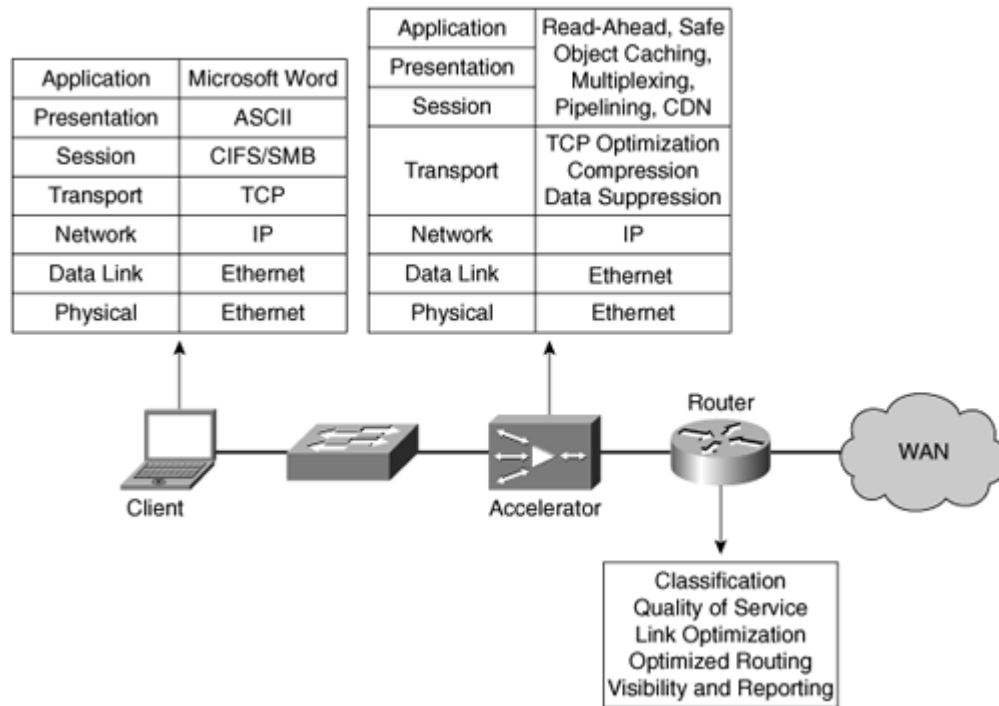 Application Microsoft Word
Presentation ASCII
Session CIFS/SMB
Transport TCP
Network IP
Data Link Ethernet
Physical Ethernet
Application
Presentation
Session
Read-Ahead, Safe
Object Caching,
Multiplexing,
Pipelining, CDN
Transport
TCP Optimization
Compression
Data Suppression
Network IP
Data Link Ethernet
Physical Ethernet
Client
Accelerator
Router
WAN
Classification
Quality of Service
Link Optimization
Optimized Routing
Visibility and Reporting